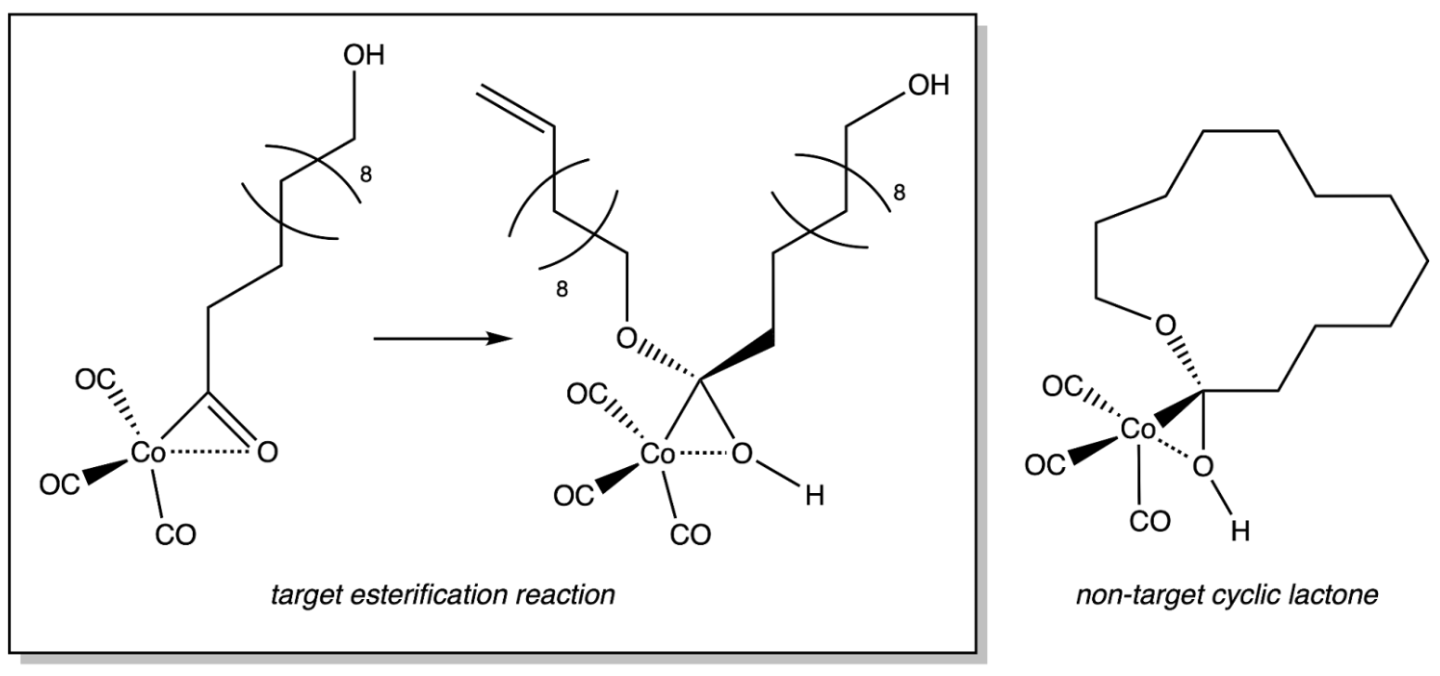 OH
8
OC
Co
O
OC
CO
OH
8
8
O
OC
Co
O
OC
H
CO
O
OC
Co
OC
O
CO
H
target esterification reaction
non-target cyclic lactone